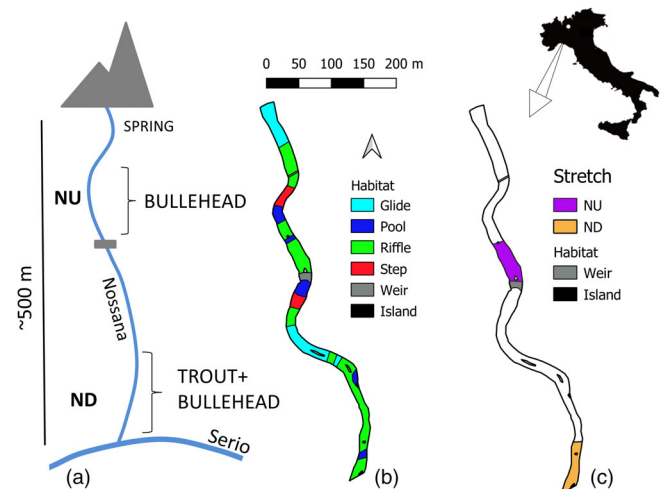 SPRING
NU
BULLEHEAD
~500 m
Nossana
ND
TROUT+
BULLEHEAD
Serio
(a)
0 50 100 150 200 m
Habitat
Glide
Pool
Riffle
Step
Weir
Island
(b)
Stretch
NU
ND
Habitat
Weir
Island
(c)